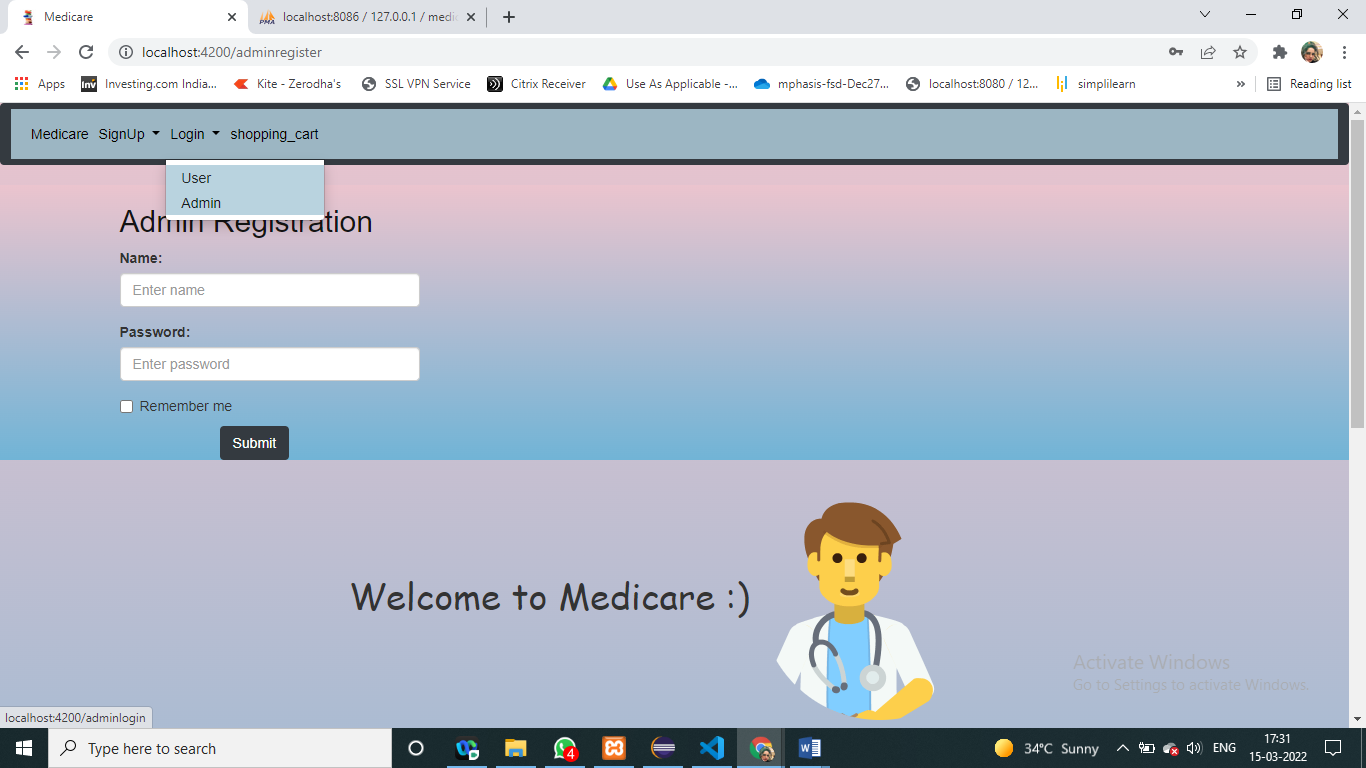 Medicare
localhost:8086 / 127.0.0.1 / medic
localhost:4200/adminregister
Apps
Investing.com India...
Kite - Zerodha's
SSL VPN Service
Citrix Receiver
Use As Applicable -...
mphasis-fsd-Dec27...
localhost:8080 / 12...
simplilearn
»
Reading list
Medicare SignUp Login shopping_cart
User
Admin
Admin Registration
Name:
Enter name
Password:
Enter password
Remember me
Submit
Welcome to Medicare :)
Activate Windows
Go to Settings to activate Windows.
localhost:4200/adminlogin
Type here to search
4
34°C Sunny
ENG
17:31
15-03-2022